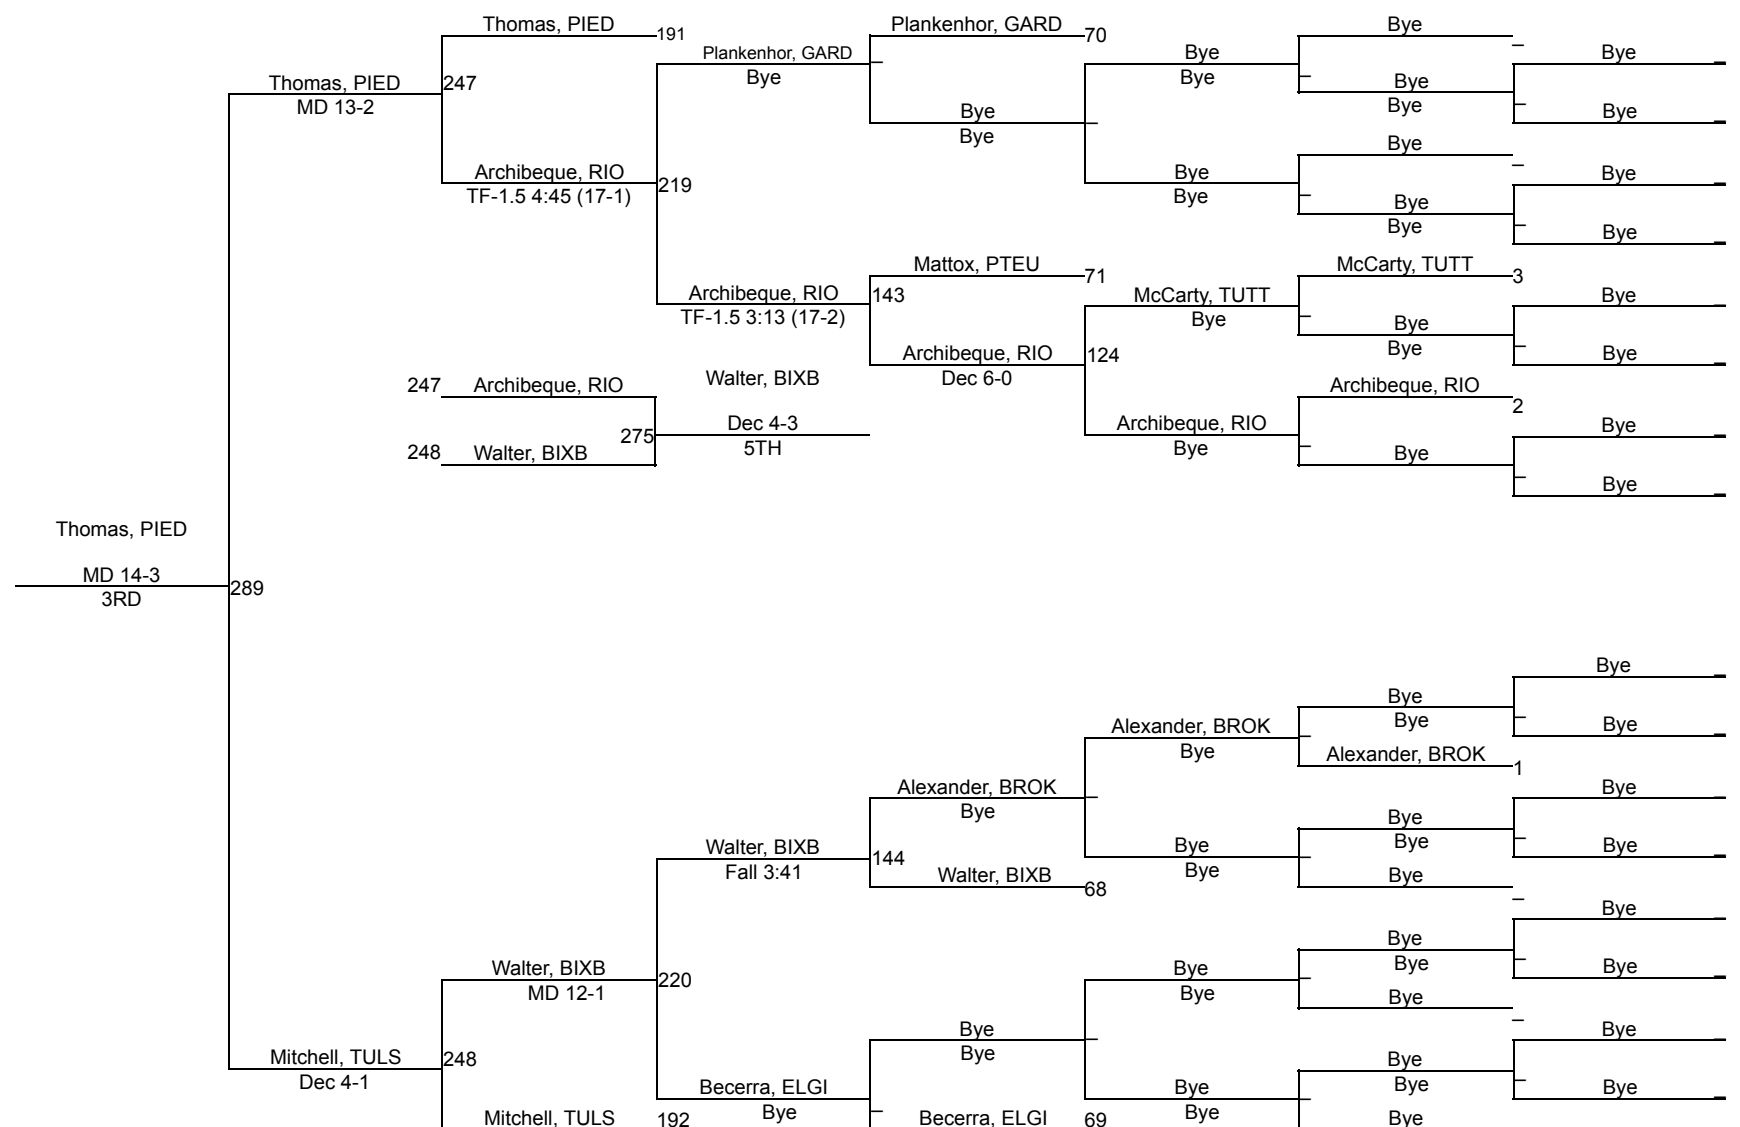 Thomas, PIED
191
Plankenhor, GARD
70
Bye
Plankenhor, GARD
Bye
Bye
Bye
Bye
247
Thomas, PIED
MD 13-2
Bye
Bye
Bye
Bye
Bye
Bye
Bye
Archibeque, RIO
TF-1.5 4:45 (17-1)
219
Bye
Bye
Bye
Bye
Bye
Bye
Mattox, PTEU
71
McCarty, TUTT
3
Archibeque, RIO
TF-1.5 3:13 (17-2)
143
McCarty, TUTT
Bye
Bye
Bye
Bye
Bye
Archibeque, RIO
Dec 6-0
124
247
Archibeque, RIO
Walter, BIXB
Archibeque, RIO
2
275
Dec 4-3
5TH
Archibeque, RIO
Bye
Bye
248
Walter, BIXB
Bye
Bye
Thomas, PIED
MD 14-3
3RD
289
Bye
Bye
Bye
Bye
Alexander, BROK
Bye
Alexander, BROK
1
Alexander, BROK
Bye
Bye
Bye
Bye
Bye
Walter, BIXB
Fall 3:41
144
Bye
Bye
Walter, BIXB
68
Bye
Bye
Bye
Bye
Walter, BIXB
MD 12-1
220
Bye
Bye
Bye
Bye
Bye
Bye
Bye
Mitchell, TULS
Dec 4-1
248
Bye
Bye
Becerra, ELGI
Bye
Bye
Bye
Bye
Mitchell, TULS
192
Becerra, ELGI
69
Bye